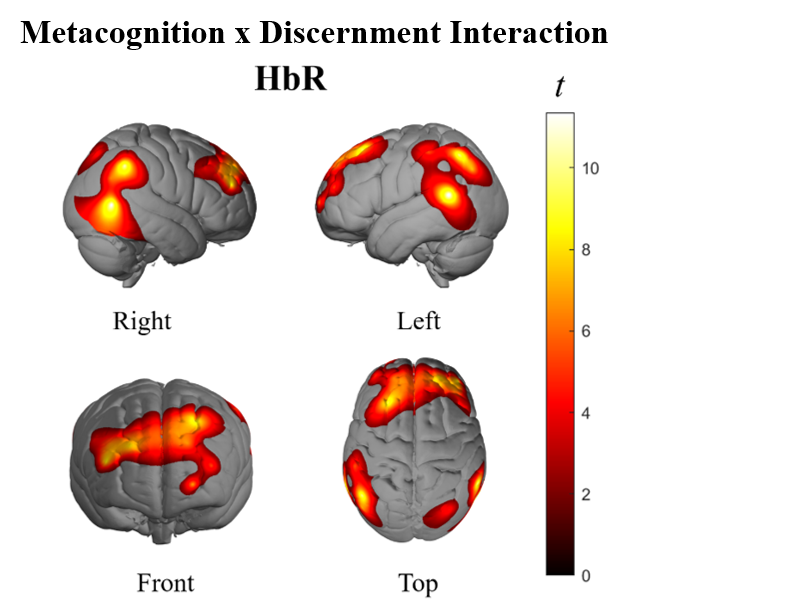 Metacognition x Discernment Interaction
HbR
t
10
8
6
4
2
0
Right
Left
Front
Top